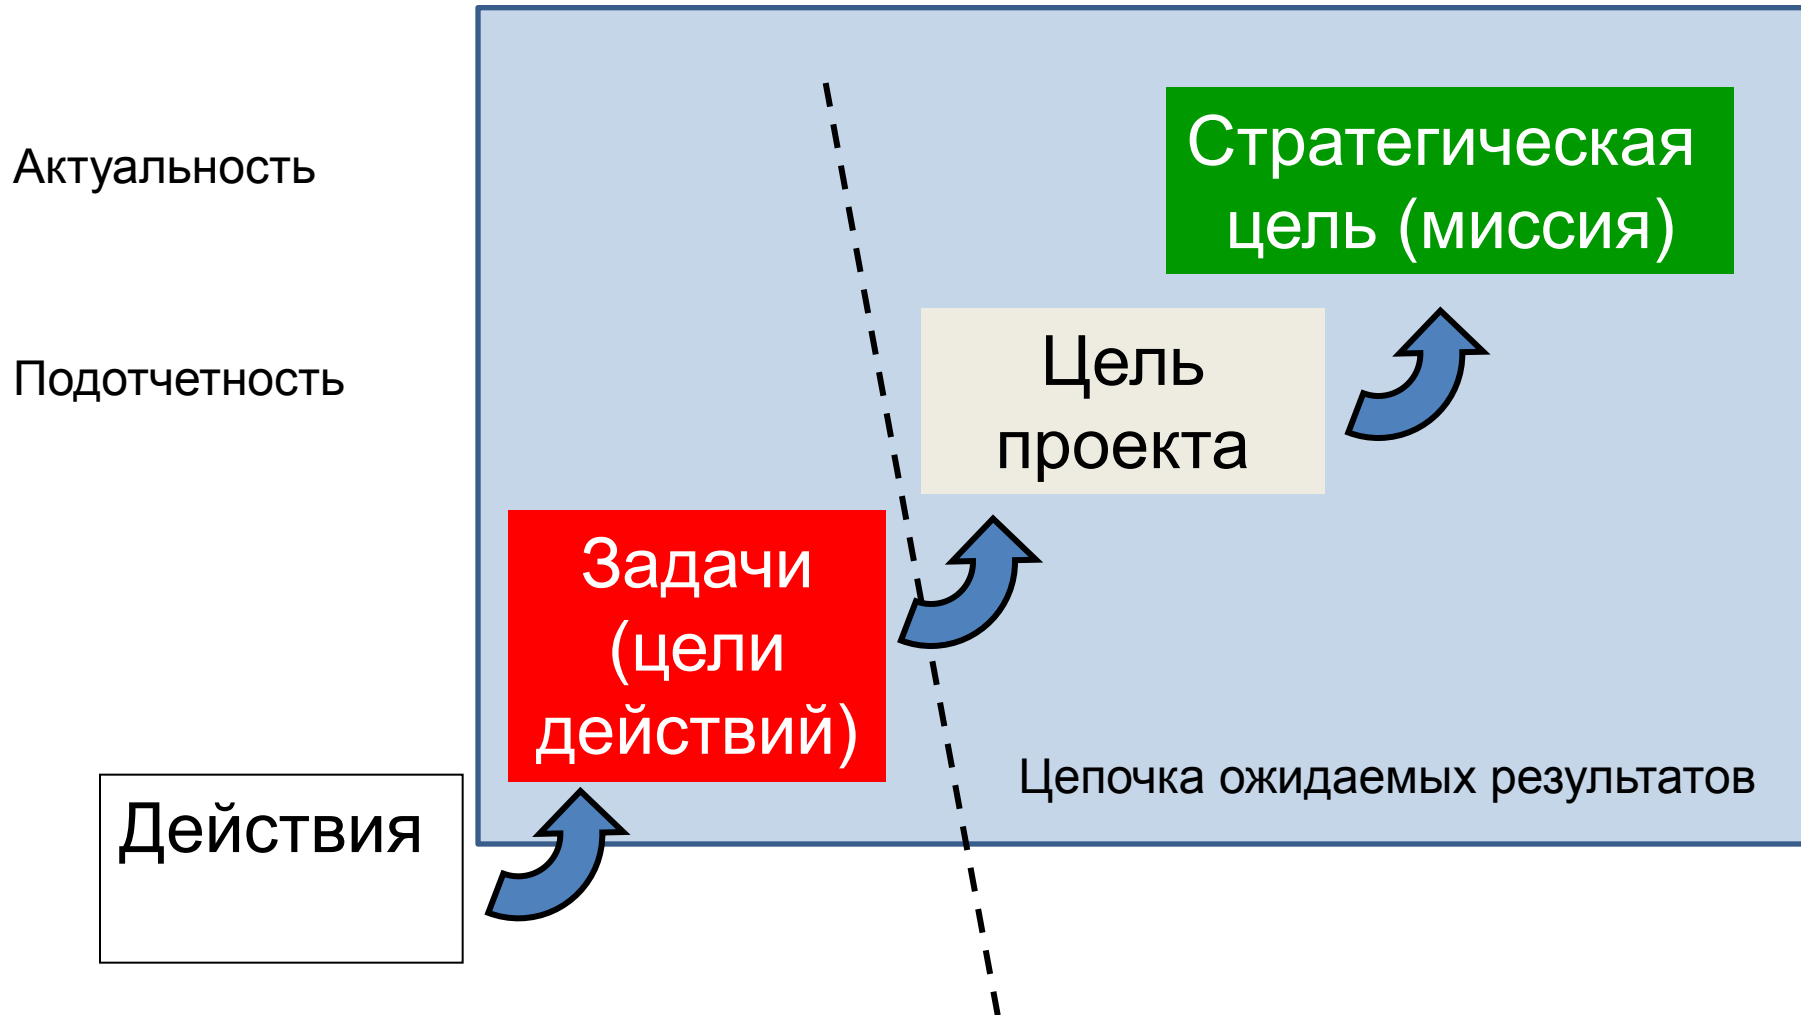 Актуальность
Стратегическая
цель (миссия)
Подотчетность
Цель
проекта
Задачи
(цели
действий)
Цепочка ожидаемых результатов
Действия